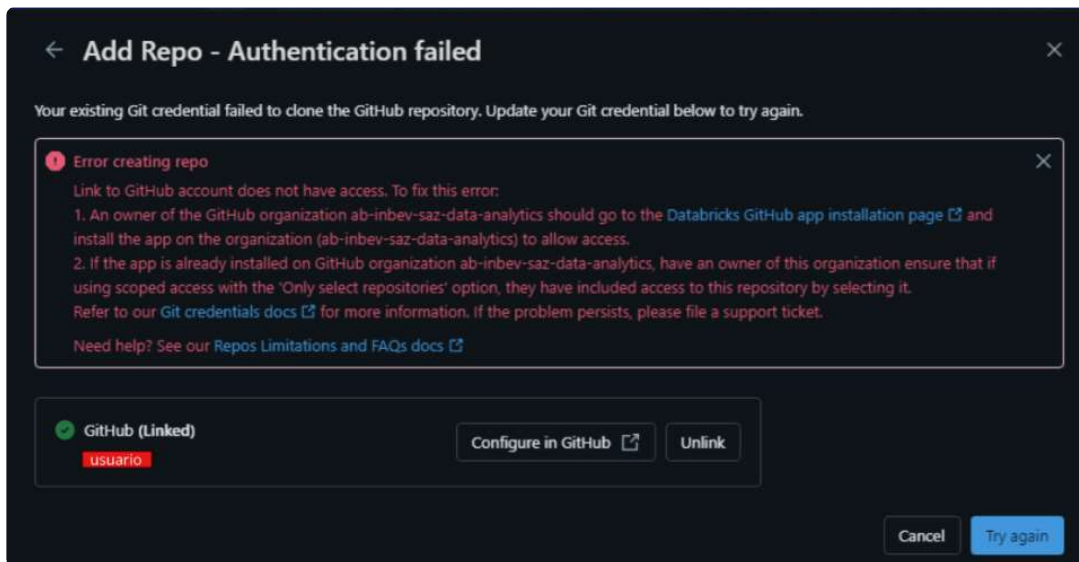 Add Repo - Authentication failed
Your existing Git credential failed to clone the GitHub repository. Update your Git credential below to try again.
Error creating repo
Link to GitHub account does not have access. To fix this error:
1. An owner of the GitHub organization ab-inbev-saz-data-analytics should go to the Databricks GitHub app installation page and
install the app on the organization (ab-inbev-saz-data-analytics) to allow access.
2. If the app is already installed on GitHub organization ab-inbev-saz-data-analytics, have an owner of this organization ensure that if
using scoped access with the 'Only select repositories' option, they have included access to this repository by selecting it.
Refer to our Git credentials docs for more information. If the problem persists, please file a support ticket.
Need help? See our Repos Limitations and FAQs docs
GitHub (Linked)
usuario
Configure in GitHub
Unlink
Cancel
Try again